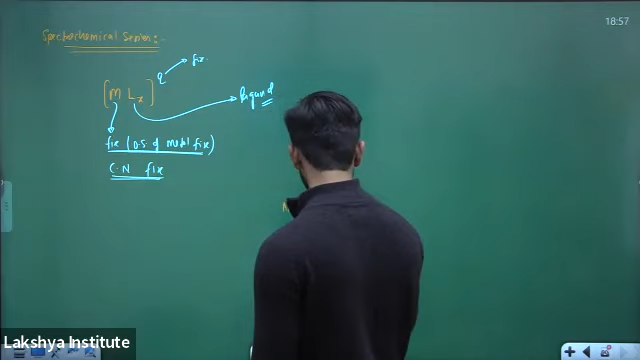 18:57
Spectrochemical Series:-
[M Lx] q → fix
Ligand
fix (O.S. of metal fix)
C.N fix
Lakshya Institute